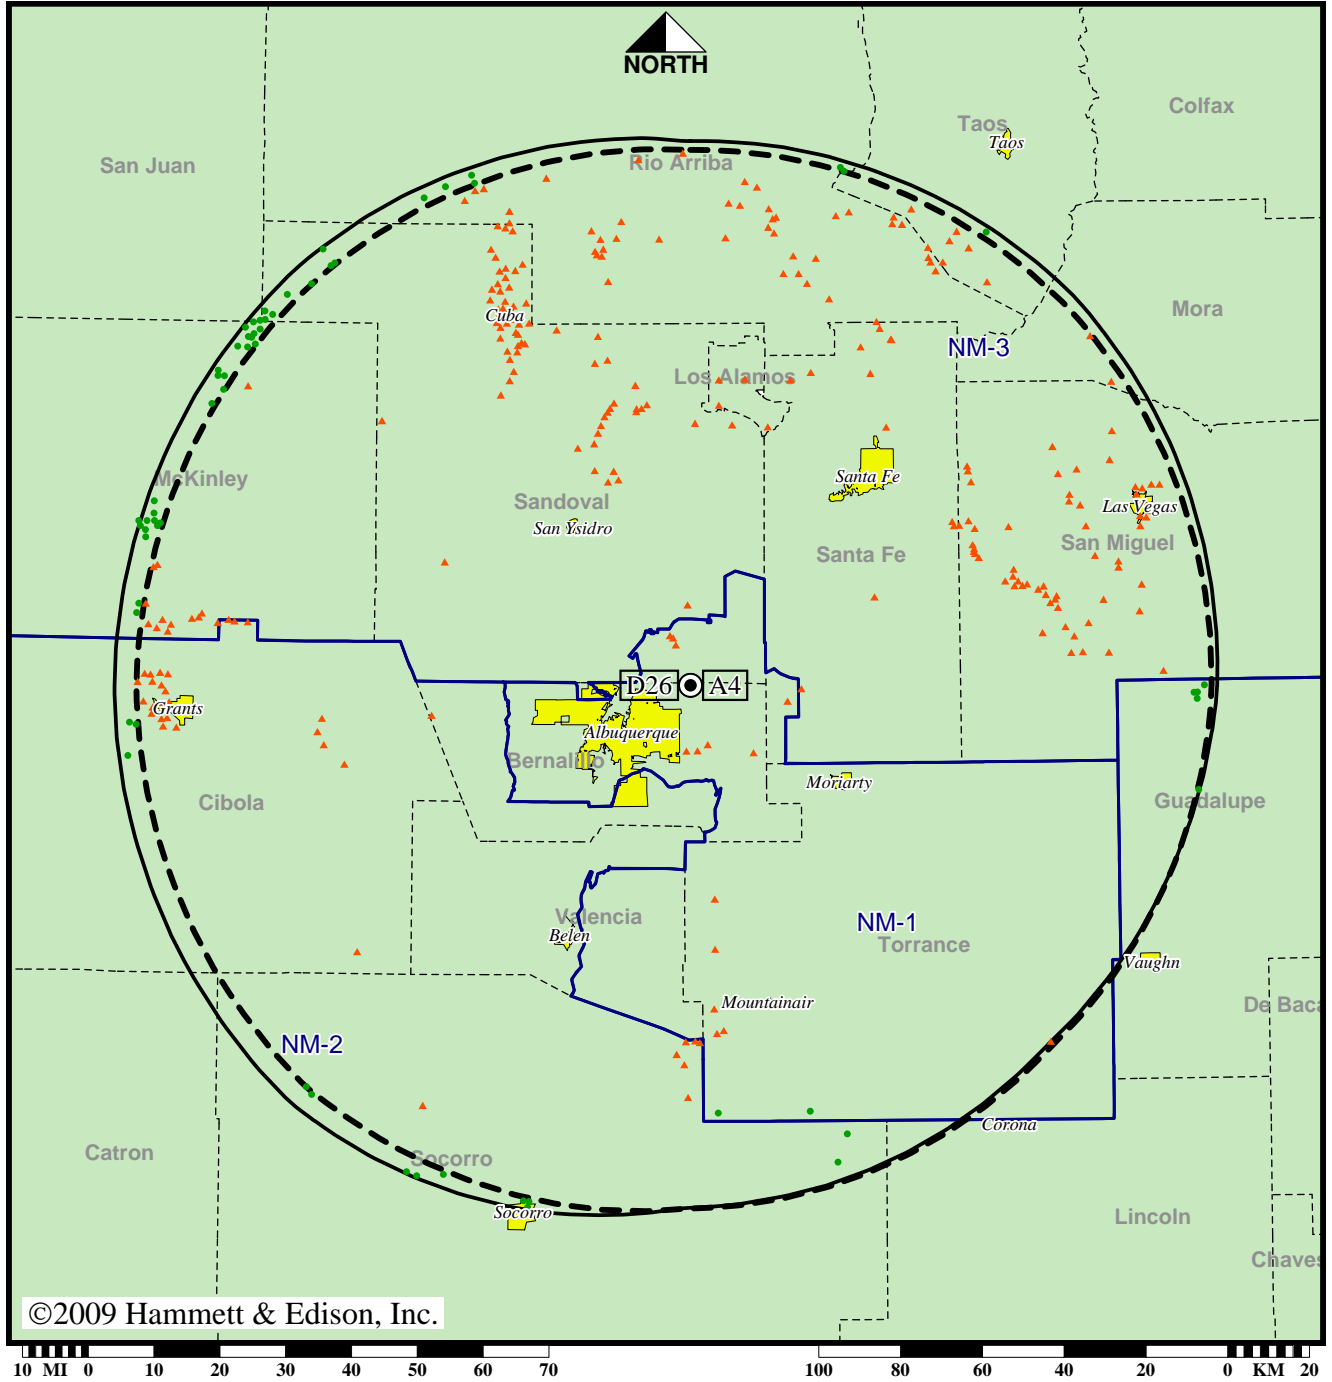 NORTH
Colfax
Taos
Taos
San Juan
Rio Arriba
Mora
Cuba
NM-3
Los Alamos
McKinley
Santa Fe
Sandoval
Las Vegas
San Ysidro
San Miguel
Santa Fe
D26 A4
Grants
Albuquerque
Bernalillo
Moriarty
Cibola
Guadalupe
Valencia
NM-1
Belen
Torrance
Vaughn
Mountainair
De Baca
NM-2
Corona
Catron
Socorro
Socorro
Lincoln
Chaves
©2009 Hammett & Edison, Inc.
10 MI 0 10 20 30 40 50 60 70 100 80 60 40 20 0 KM 20